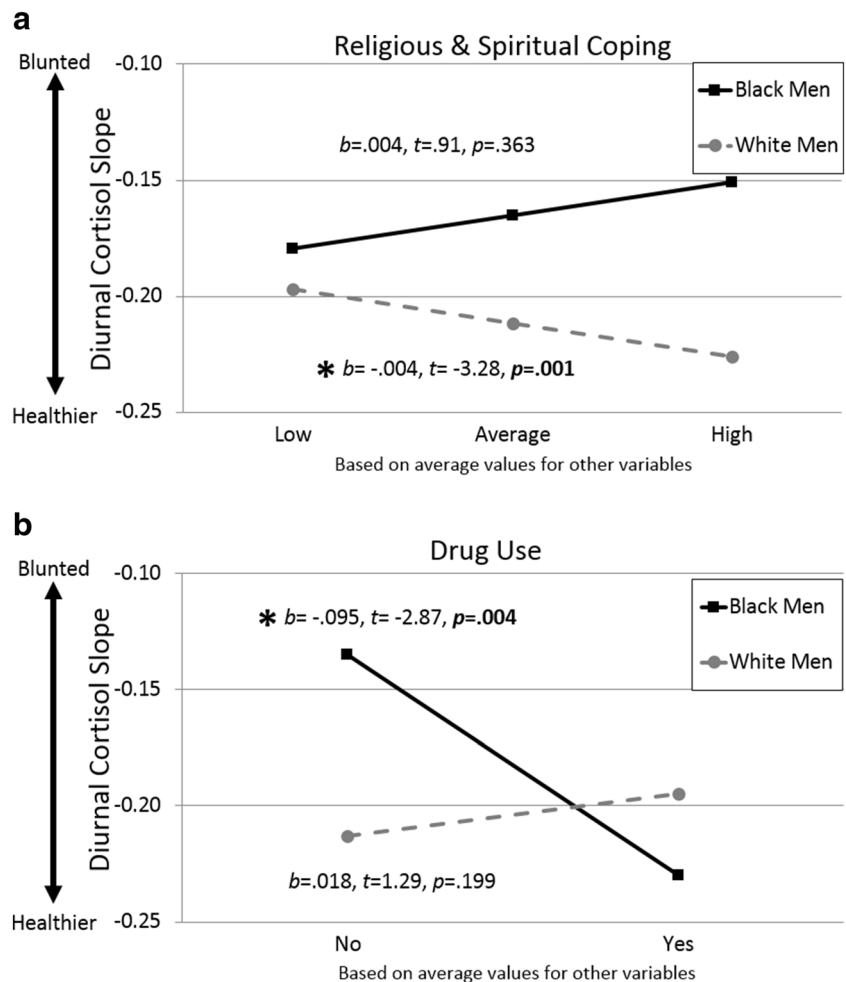 a
Religious & Spiritual Coping
Blunted
Healthier
Diurnal Cortisol Slope
-0.10
-0.15
-0.20
-0.25
Black Men
White Men
b=.004, t=.91, p=.363
* b= -.004, t= -3.28, p=.001
Low Average High
Based on average values for other variables
b
Drug Use
Blunted
Healthier
Diurnal Cortisol Slope
-0.10
-0.15
-0.20
-0.25
Black Men
White Men
* b= -.095, t= -2.87, p=.004
b=.018, t=1.29, p=.199
No Yes
Based on average values for other variables